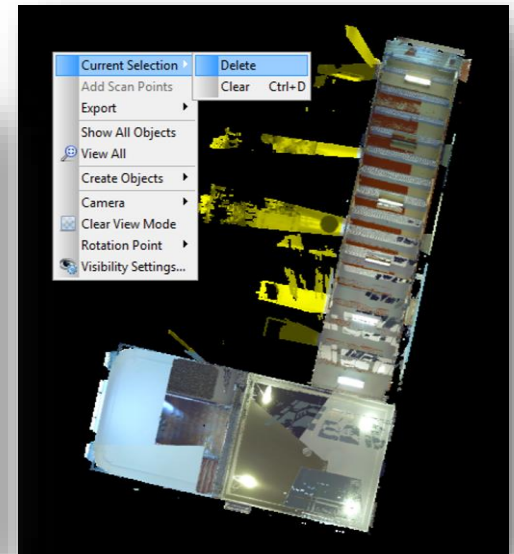 Current Selection
Delete
Add Scan Points
Clear Ctrl+D
Export
Show All Objects
View All
Create Objects
Camera
Clear View Mode
Rotation Point
Visibility Settings...